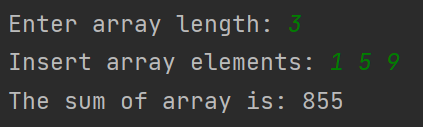 Enter array length: 3
Insert array elements: 1 5 9
The sum of array is: 855